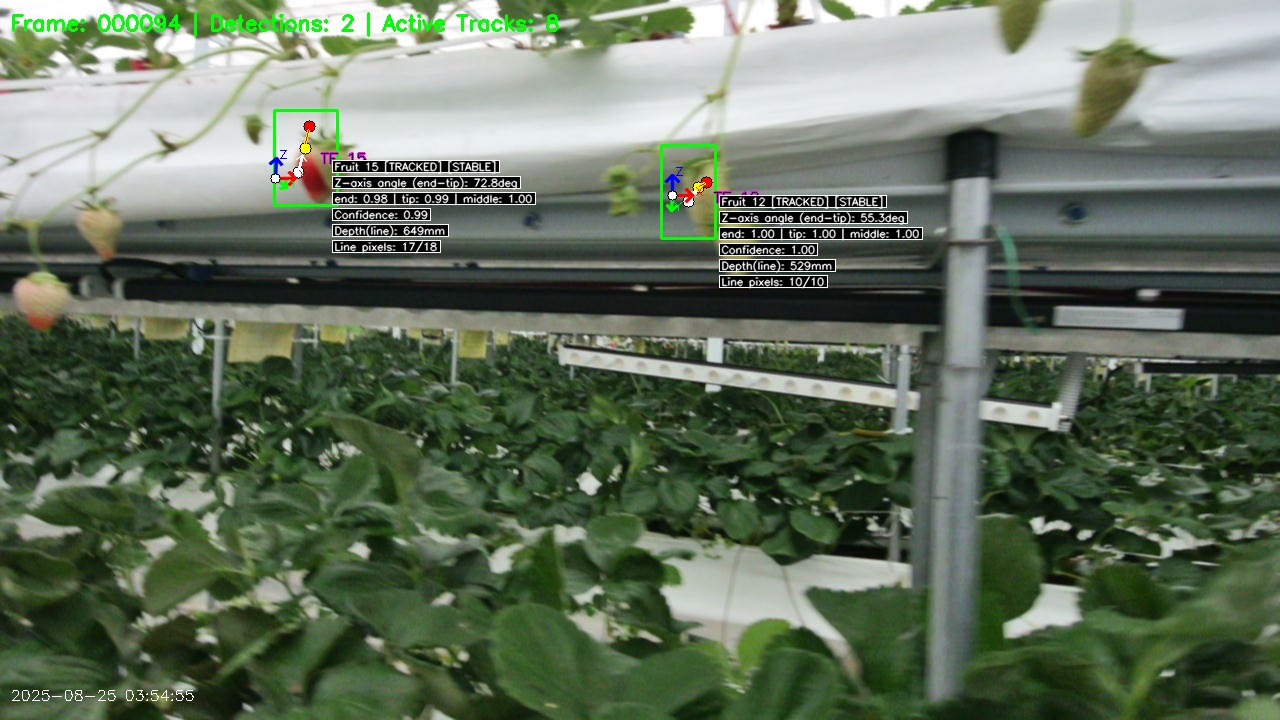 Frame: 000094 | Detections: 2 | Active Tracks: 8
Fruit 15 [TRACKED] [STABLE]
Z-axis angle (end-tip): 72.8deg
end: 0.98 | tip: 0.99 | middle: 1.00
Confidence: 0.99
Depth(line): 649mm
Line pixels: 17/18
Z
Fruit 12 [TRACKED] [STABLE]
Z-axis angle (end-tip): 55.3deg
end: 1.00 | tip: 1.00 | middle: 1.00
Confidence: 1.00
Depth(line): 529mm
Line pixels: 10/10
Z
2025-08-25 03:54:55